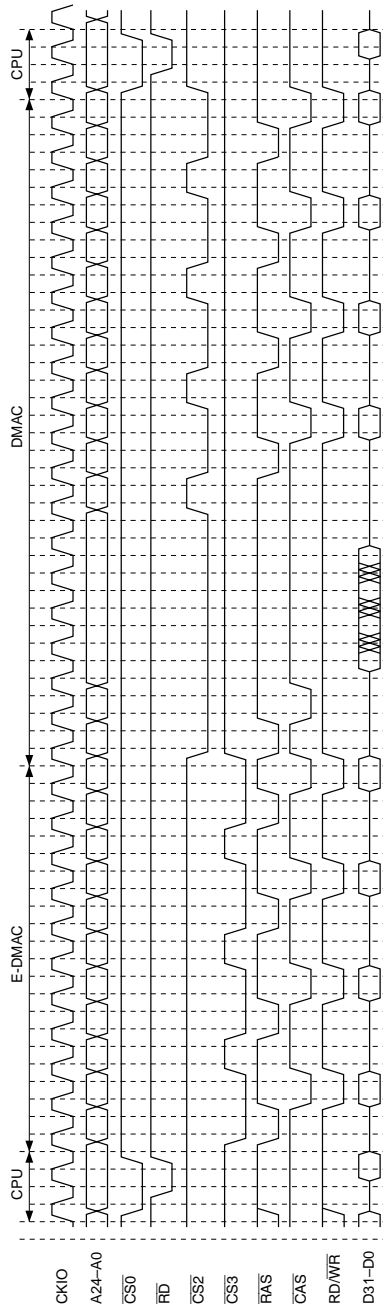 CPU
E-DMAC
DMAC
CPU
CKIO
A24–A0
CS0
RD
CS2
CS3
RAS
CAS
RD/WR
D31–D0